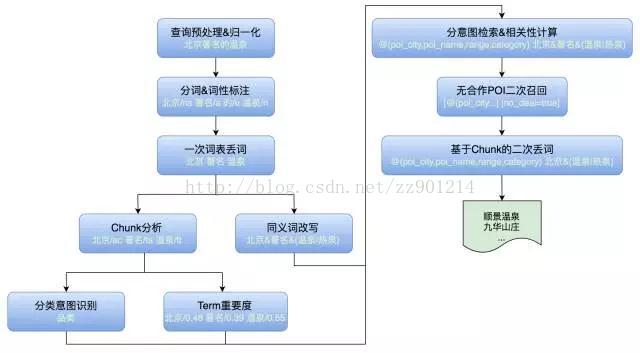 查询预处理&归一化
北京著名的温泉
分词&词性标注
北京/ns 著名/a 的/u 温泉/n
一次词表丢词
北京 著名 温泉
Chunk分析
北京/ac 著名/ta 温泉/tt
同义词改写
北京&著名&(温泉|热泉)
分类意图识别
品类
Term重要度
北京/0.48 著名/0.39 温泉/0.55
分意图检索&相关性计算
@(poi_city,poi_name,range,category) 北京&著名&(温泉|热泉)
无合作POI二次召回
[@(poi_city...] |no_deal=true]
基于Chunk的二次丢词
@(poi_city,poi_name,range,category) 北京&(温泉|热泉)
顺景温泉
九华山庄
...
http://blog.csdn.net/zz901214